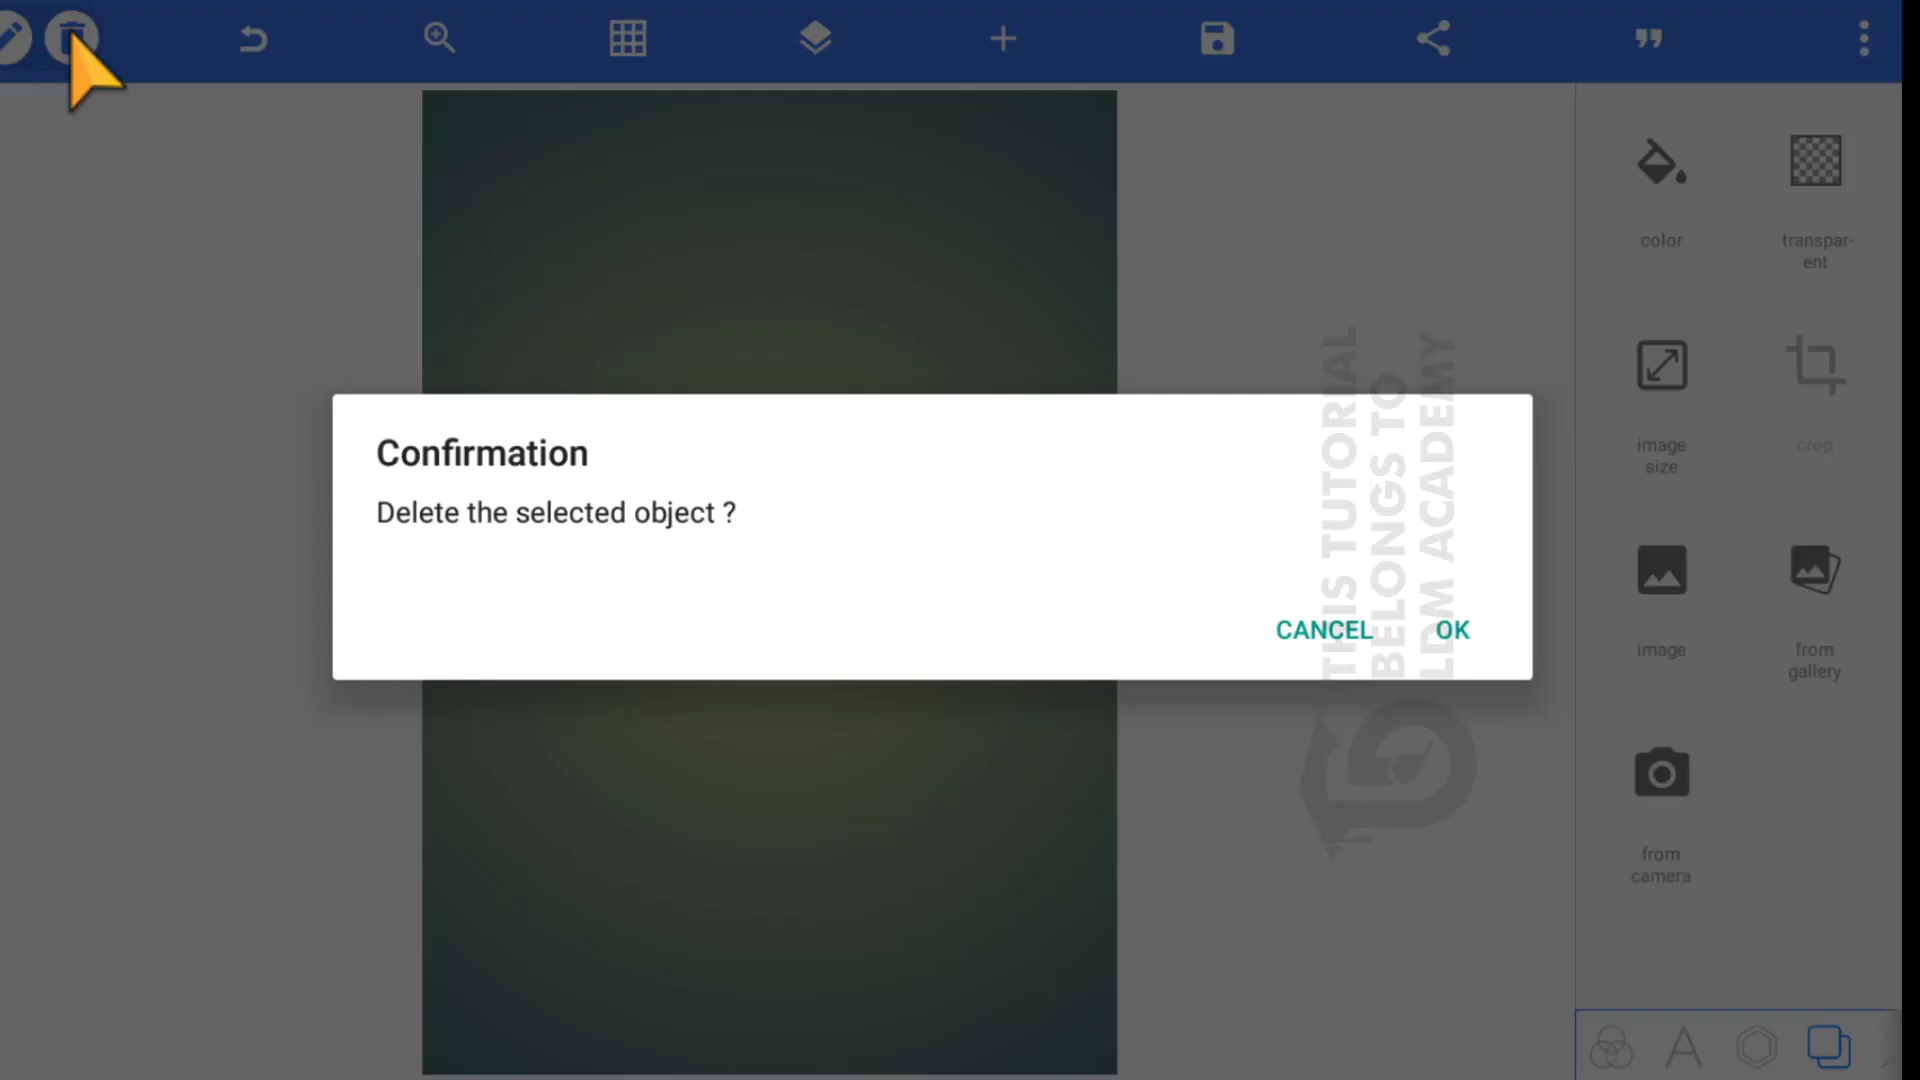 color
transpar-
ent
image
size
crop
image
from
gallery
from
camera
Confirmation
Delete the selected object ?
CANCEL
OK
THIS TUTORIAL
BELONGS TO
LDM ACADEMY